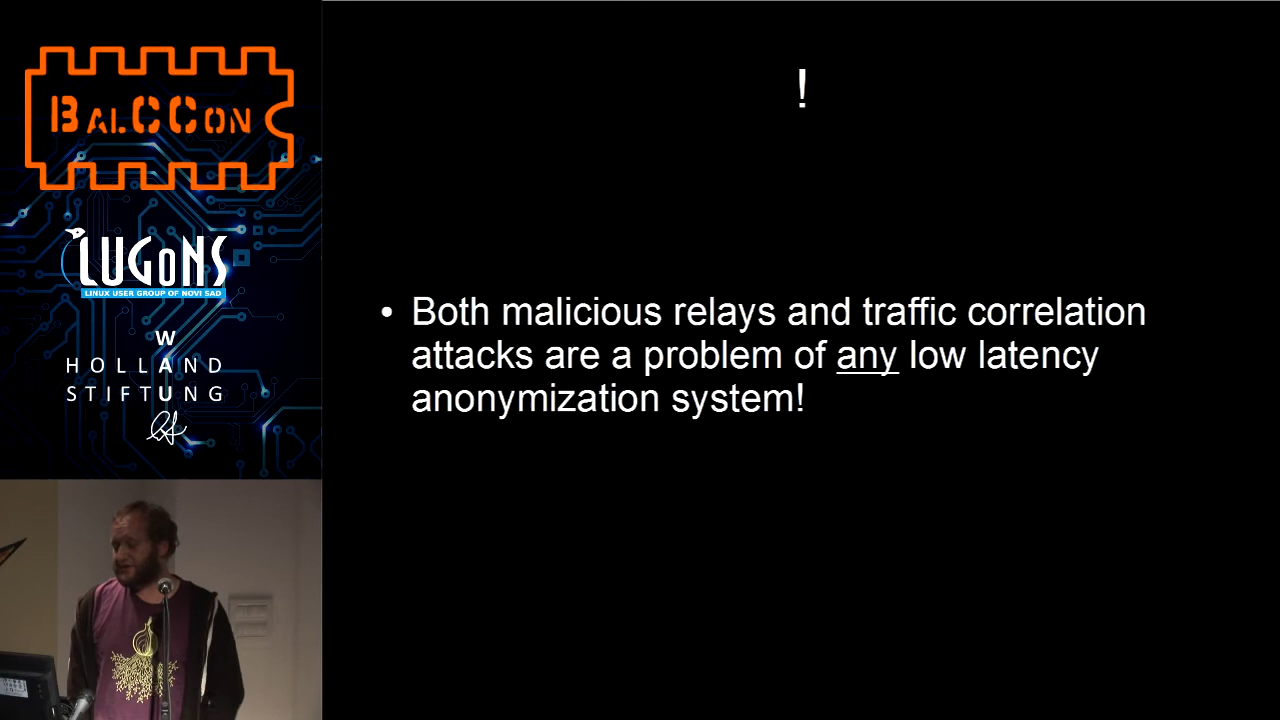 BALCCON
LUGONS
LINUX USER GROUP OF NOVI SAD
W
HOLLAND
STIFTUNG
!
• Both malicious relays and traffic correlation
attacks are a problem of any low latency
anonymization system!